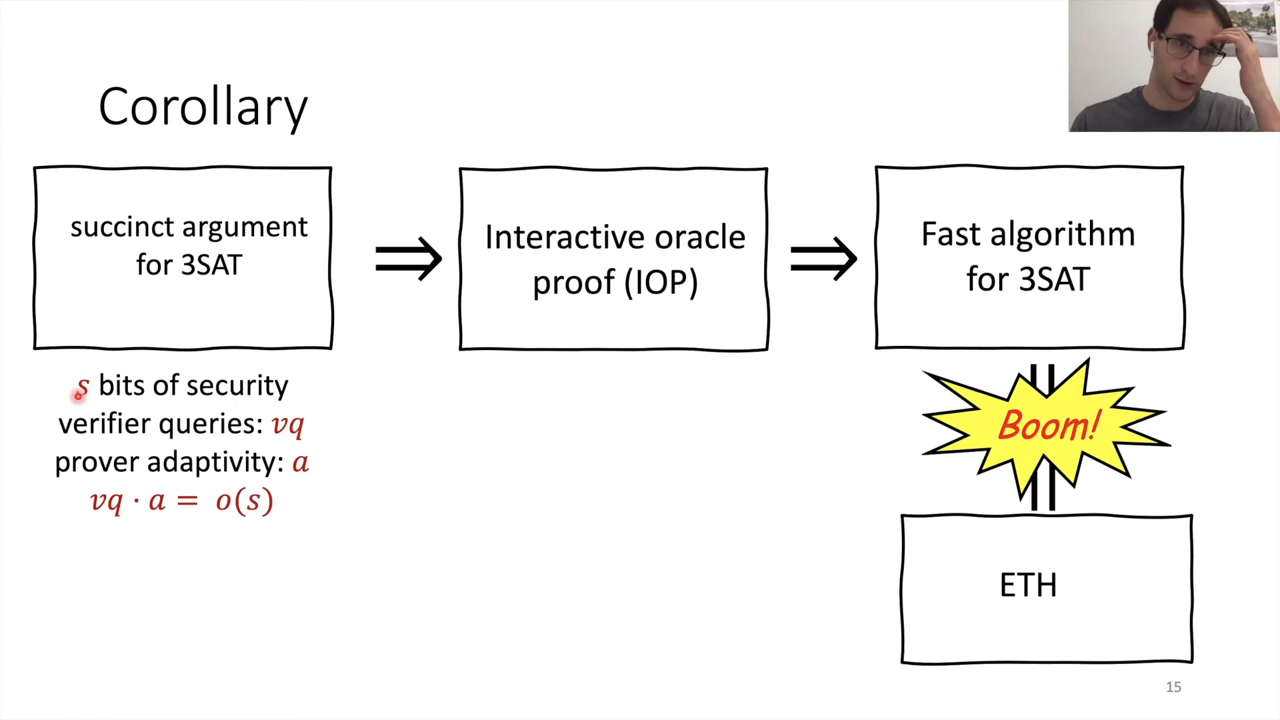 Corollary
succinct argument
for 3SAT
Interactive oracle
proof (IOP)
Fast algorithm
for 3SAT
s bits of security
verifier queries: vq
prover adaptivity: a
vq · a = o(s)
Boom!
ETH
15